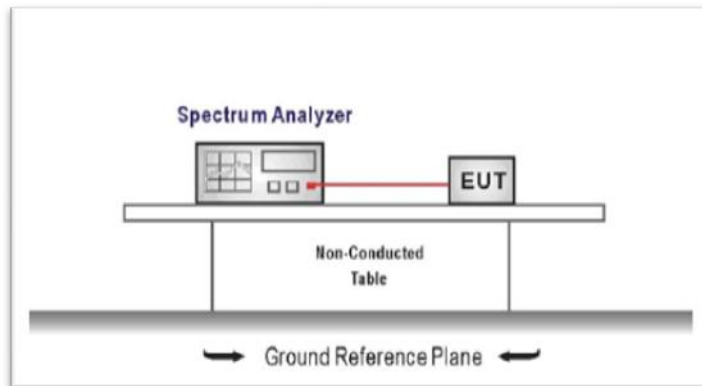 Spectrum Analyzer
EUT
Non-Conducted
Table
Ground Reference Plane